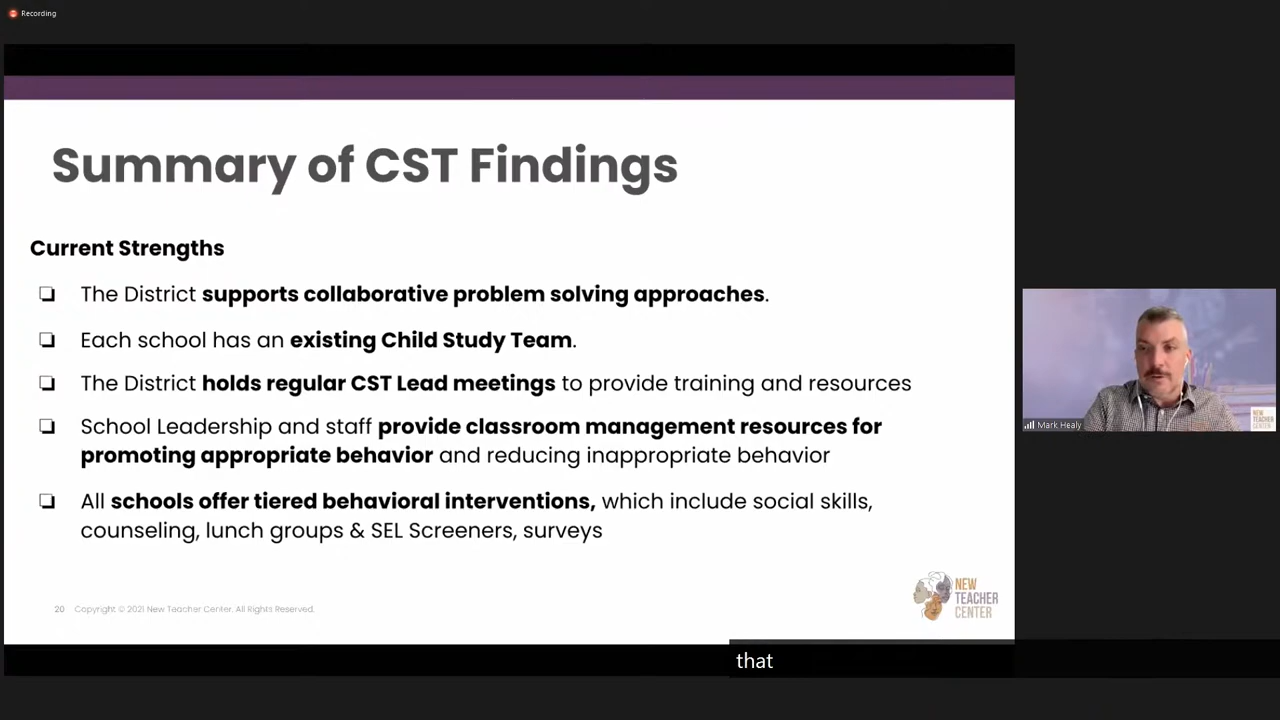 Recording
Summary of CST Findings
Current Strengths
❏ The District supports collaborative problem solving approaches.
❏ Each school has an existing Child Study Team.
❏ The District holds regular CST Lead meetings to provide training and resources
❏ School Leadership and staff provide classroom management resources for
promoting appropriate behavior and reducing inappropriate behavior
❏ All schools offer tiered behavioral interventions, which include social skills,
counseling, lunch groups & SEL Screeners, surveys
20 Copyright © 2021 New Teacher Center. All Rights Reserved.
NEW
TEACHER
CENTER
Mark Healy
NEW
TEACHER
CENTER
that